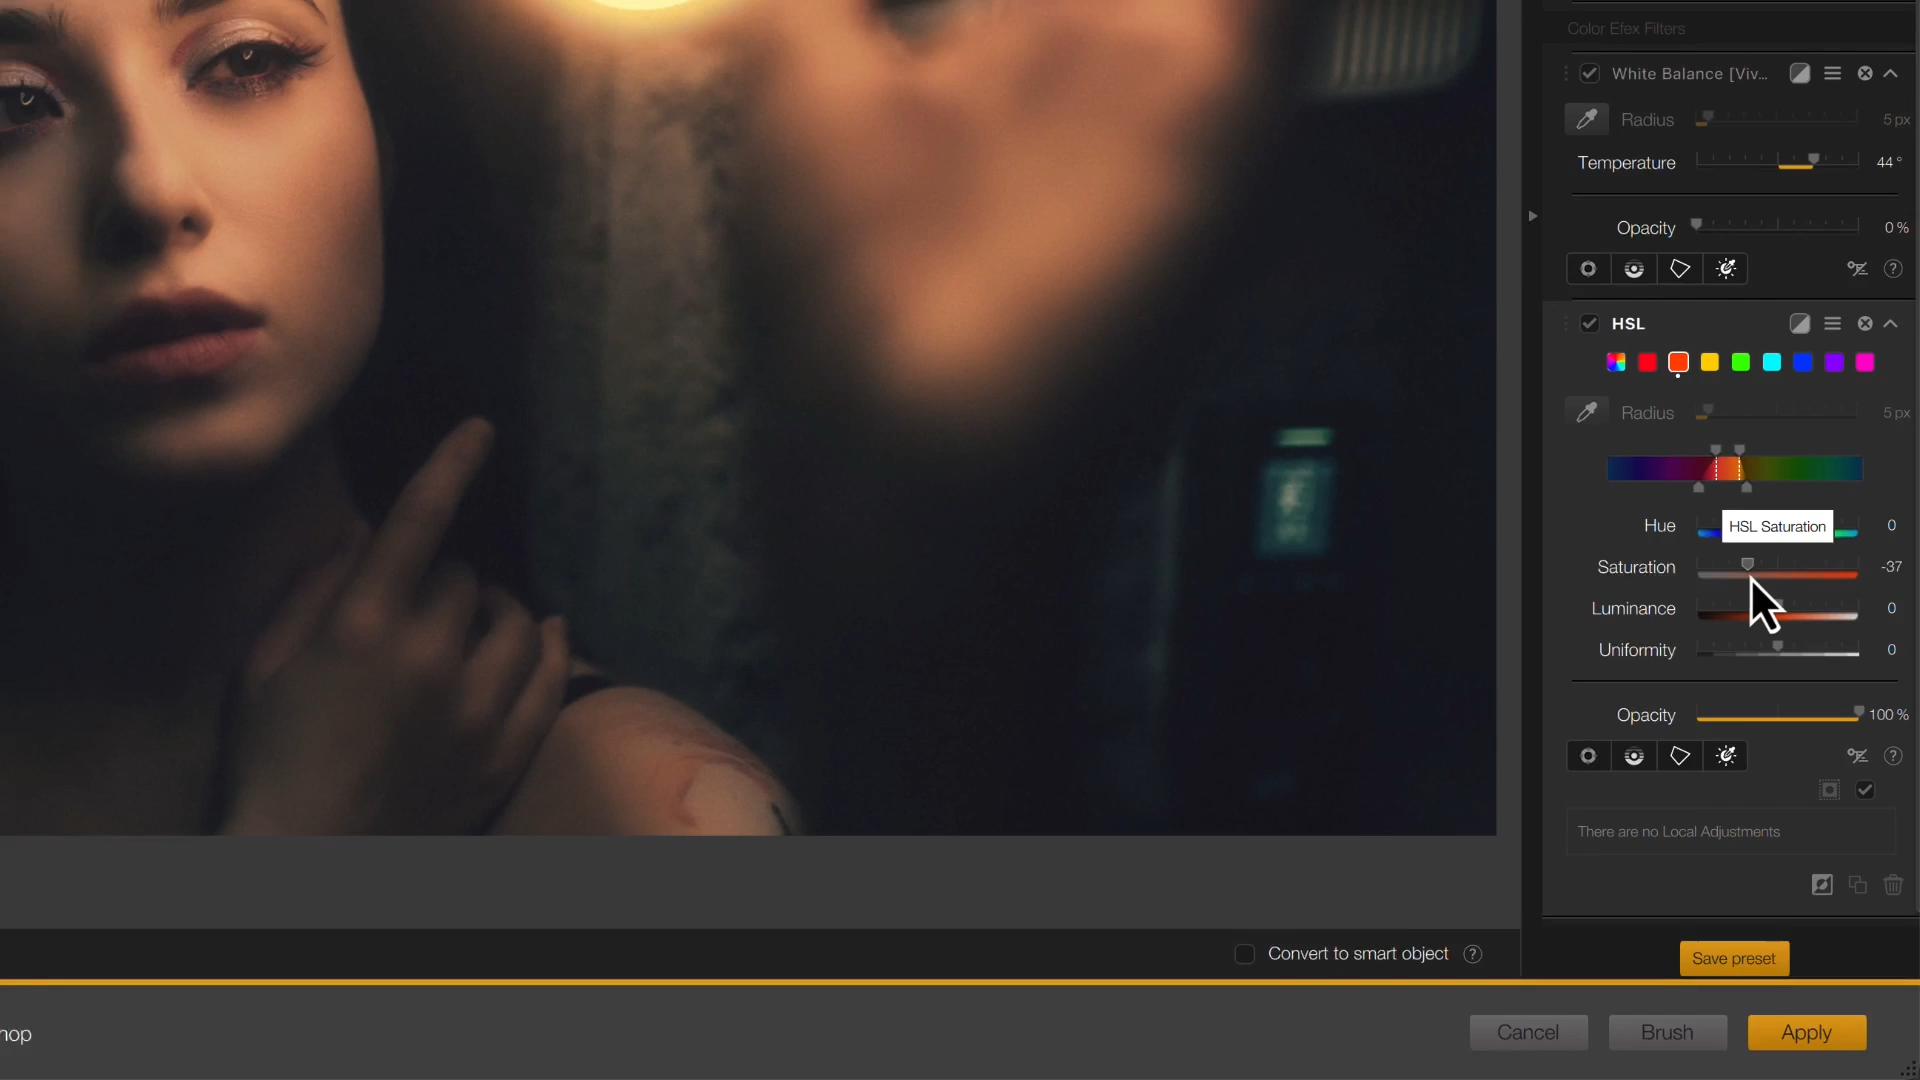 Color Efex Filters
White Balance [Viv...
Radius 5 px
Temperature 44 °
Opacity 0 %
HSL
Radius 5 px
Hue 0
HSL Saturation
Saturation -37
Luminance 0
Uniformity 0
Opacity 100 %
There are no Local Adjustments
Convert to smart object ?
Save preset
hop
Cancel Brush Apply